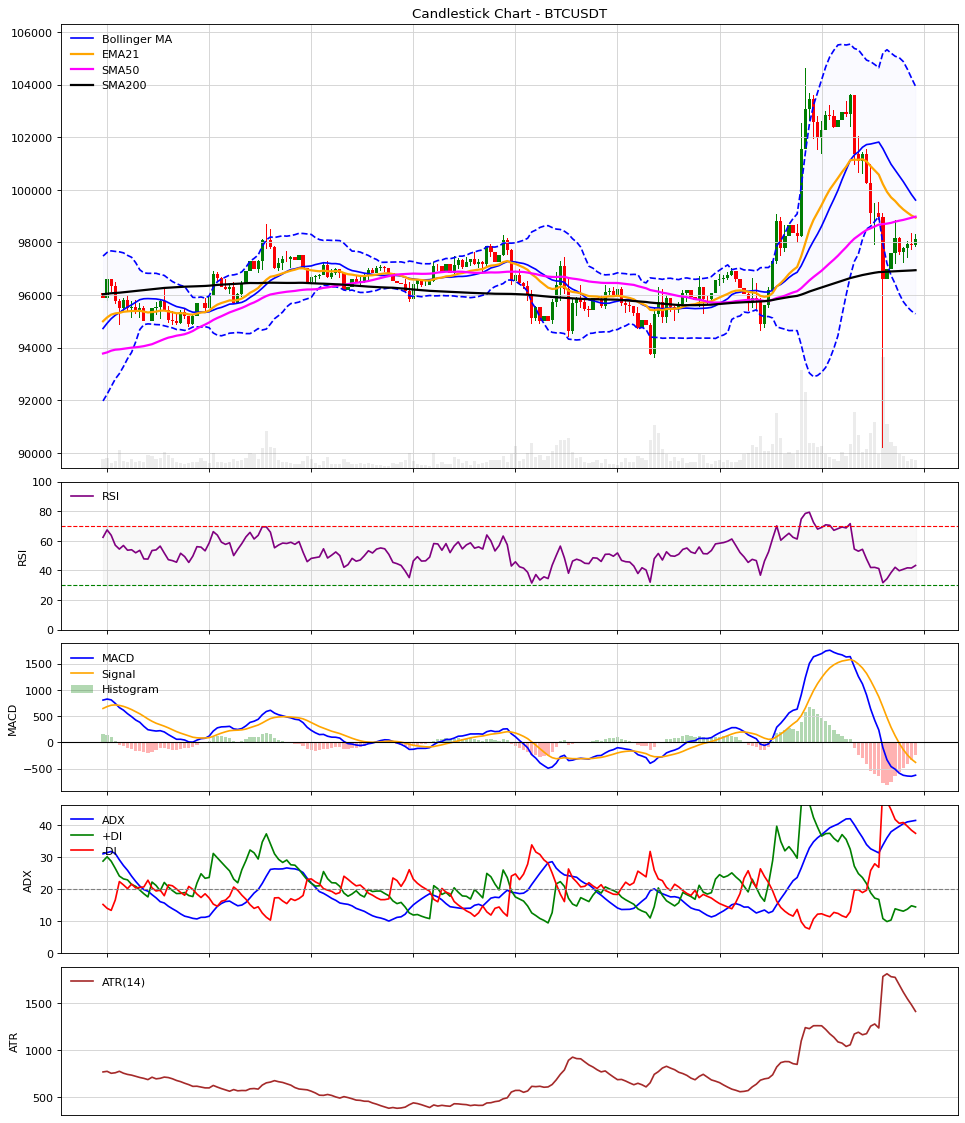 Candlestick Chart - BTCUSDT
106000
104000
102000
100000
98000
96000
94000
92000
90000
Bollinger MA
EMA21
SMA50
SMA200
100
80
60
40
20
0
RSI
RSI
1500
1000
500
0
−500
MACD
MACD
Signal
Histogram
40
30
20
10
0
ADX
ADX
+DI
-DI
1500
1000
500
ATR
ATR(14)